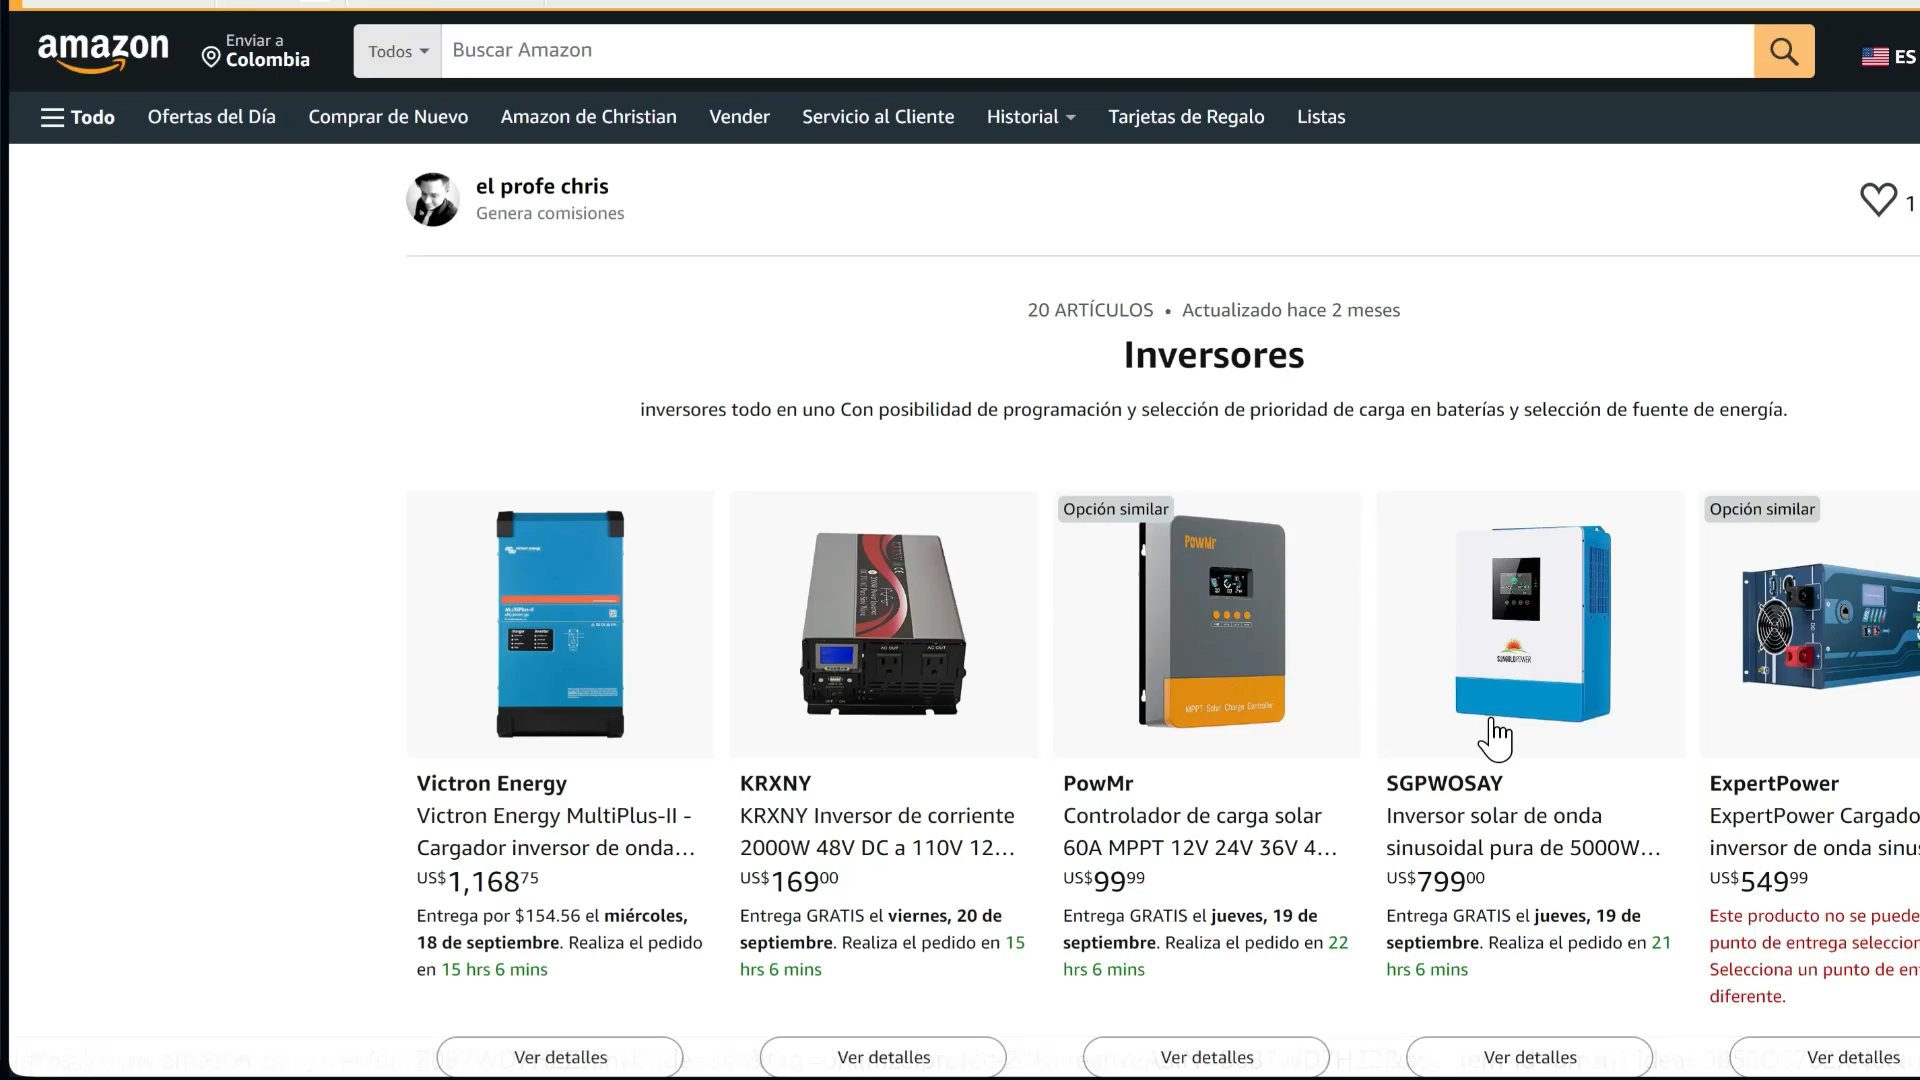 amazon
Enviar a
Colombia
Todos
Buscar Amazon
ES
Todo
Ofertas del Día
Comprar de Nuevo
Amazon de Christian
Vender
Servicio al Cliente
Historial
Tarjetas de Regalo
Listas
el profe chris
Genera comisiones
1
20 ARTÍCULOS • Actualizado hace 2 meses
Inversores
inversores todo en uno Con posibilidad de programación y selección de prioridad de carga en baterías y selección de fuente de energía.
Opción similar
PowMr
MPPT Solar Charge Controller
SUNGOLDPOWER
Opción similar
Victron Energy
Victron Energy MultiPlus-II -
Cargador inversor de onda...
US$1,16875
Entrega por $154.56 el miércoles,
18 de septiembre. Realiza el pedido
en 15 hrs 6 mins
Ver detalles
KRXNY
KRXNY Inversor de corriente
2000W 48V DC a 110V 12...
US$16900
Entrega GRATIS el viernes, 20 de
septiembre. Realiza el pedido en 15
hrs 6 mins
Ver detalles
PowMr
Controlador de carga solar
60A MPPT 12V 24V 36V 4...
US$9999
Entrega GRATIS el jueves, 19 de
septiembre. Realiza el pedido en 22
hrs 6 mins
Ver detalles
SGPWOSAY
Inversor solar de onda
sinusoidal pura de 5000W...
US$79900
Entrega GRATIS el jueves, 19 de
septiembre. Realiza el pedido en 21
hrs 6 mins
Ver detalles
ExpertPower
ExpertPower Cargado
inversor de onda sinus
US$54999
Este producto no se puede
punto de entrega seleccion
Selecciona un punto de en
diferente.
Ver detalles